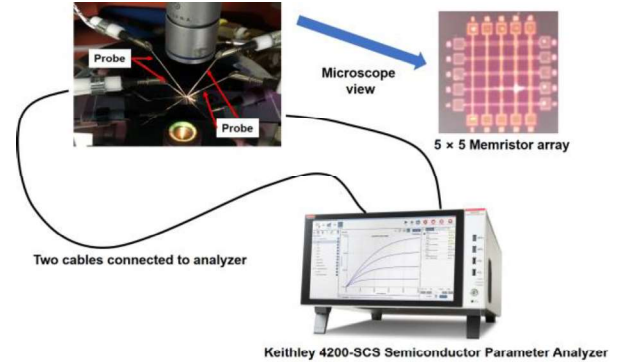 Probe
Probe
Microscope
view
5 × 5 Memristor array
Two cables connected to analyzer
Keithley 4200-SCS Semiconductor Parameter Analyzer